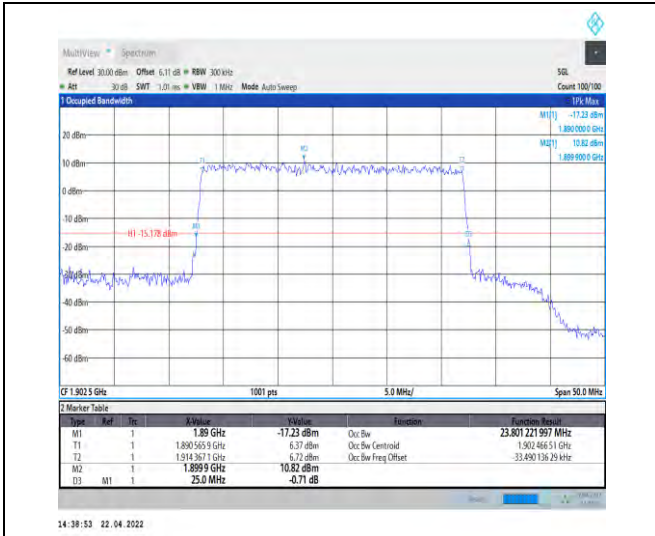 MultiView Spectrum
Ref Level 30.00 dBm Offset 6.11 dB RBW 300 kHz SGL
Att 30 dB SWT 1.01 ms VBW 1 MHz Mode Auto Sweep Count 100/100
1 Occupied Bandwidth 1Pk Max
M1[1] -17.23 dBm
1.890 000 0 GHz
M2[1] 10.82 dBm
1.899 900 0 GHz
20 dBm
10 dBm
0 dBm
-10 dBm
-20 dBm
-30 dBm
-40 dBm
-50 dBm
-60 dBm
T1
M2
T2
M1
D3
H1 -15.178 dBm
CF 1.902 5 GHz 1001 pts 5.0 MHz/ Span 50.0 MHz
2 Marker Table
Type Ref Trc X-Value Y-Value Function Function Result
M1 1 1.89 GHz -17.23 dBm Occ Bw 23.801 221 997 MHz
T1 1 1.890 565 9 GHz 6.37 dBm Occ Bw Centroid 1.902 466 51 GHz
T2 1 1.914 367 1 GHz 6.72 dBm Occ Bw Freq Offset -33.490 136 29 kHz
M2 1 1.899 9 GHz 10.82 dBm
D3 M1 1 25.0 MHz -0.71 dB
14:38:53 22.04.2022